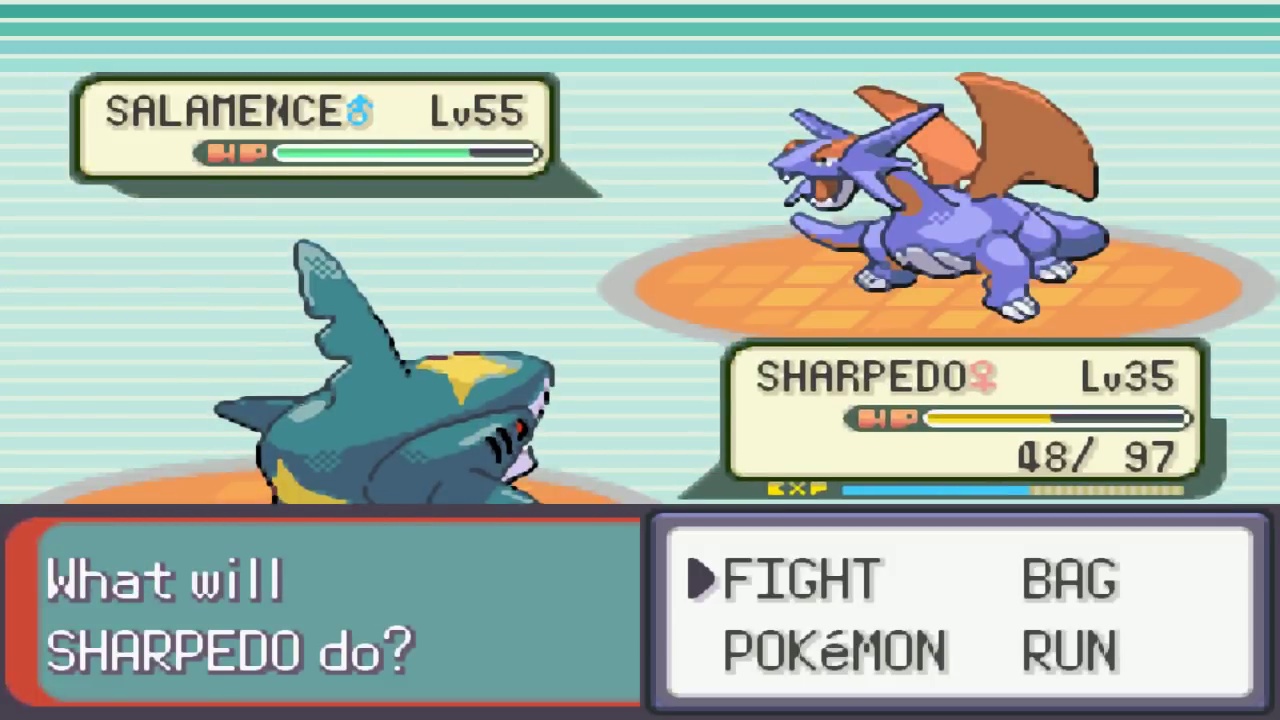 SALAMENCE♂ Lv55
HP
SHARPEDO♀ Lv35
HP
48/ 97
EXP
What will
SHARPEDO do?
▶FIGHT BAG
POKéMON RUN